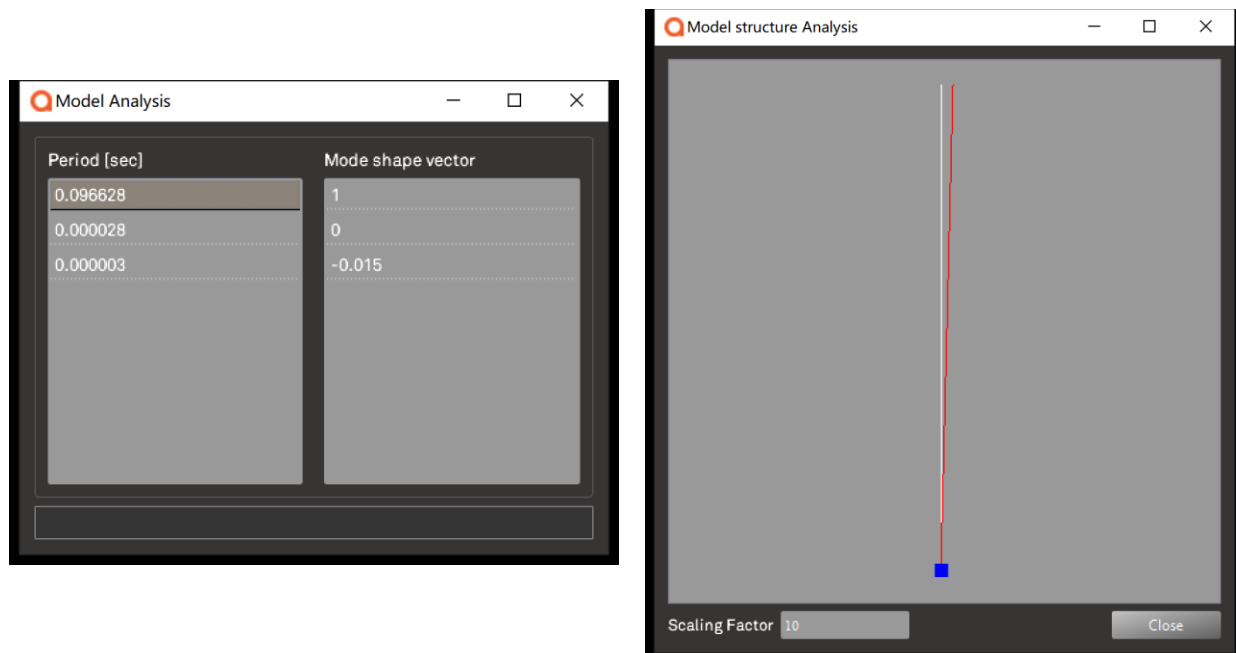 Model Analysis
Period [sec]
Mode shape vector
0.096628
1
0.000028
0
0.000003
-0.015
Model structure Analysis
Scaling Factor
10
Close